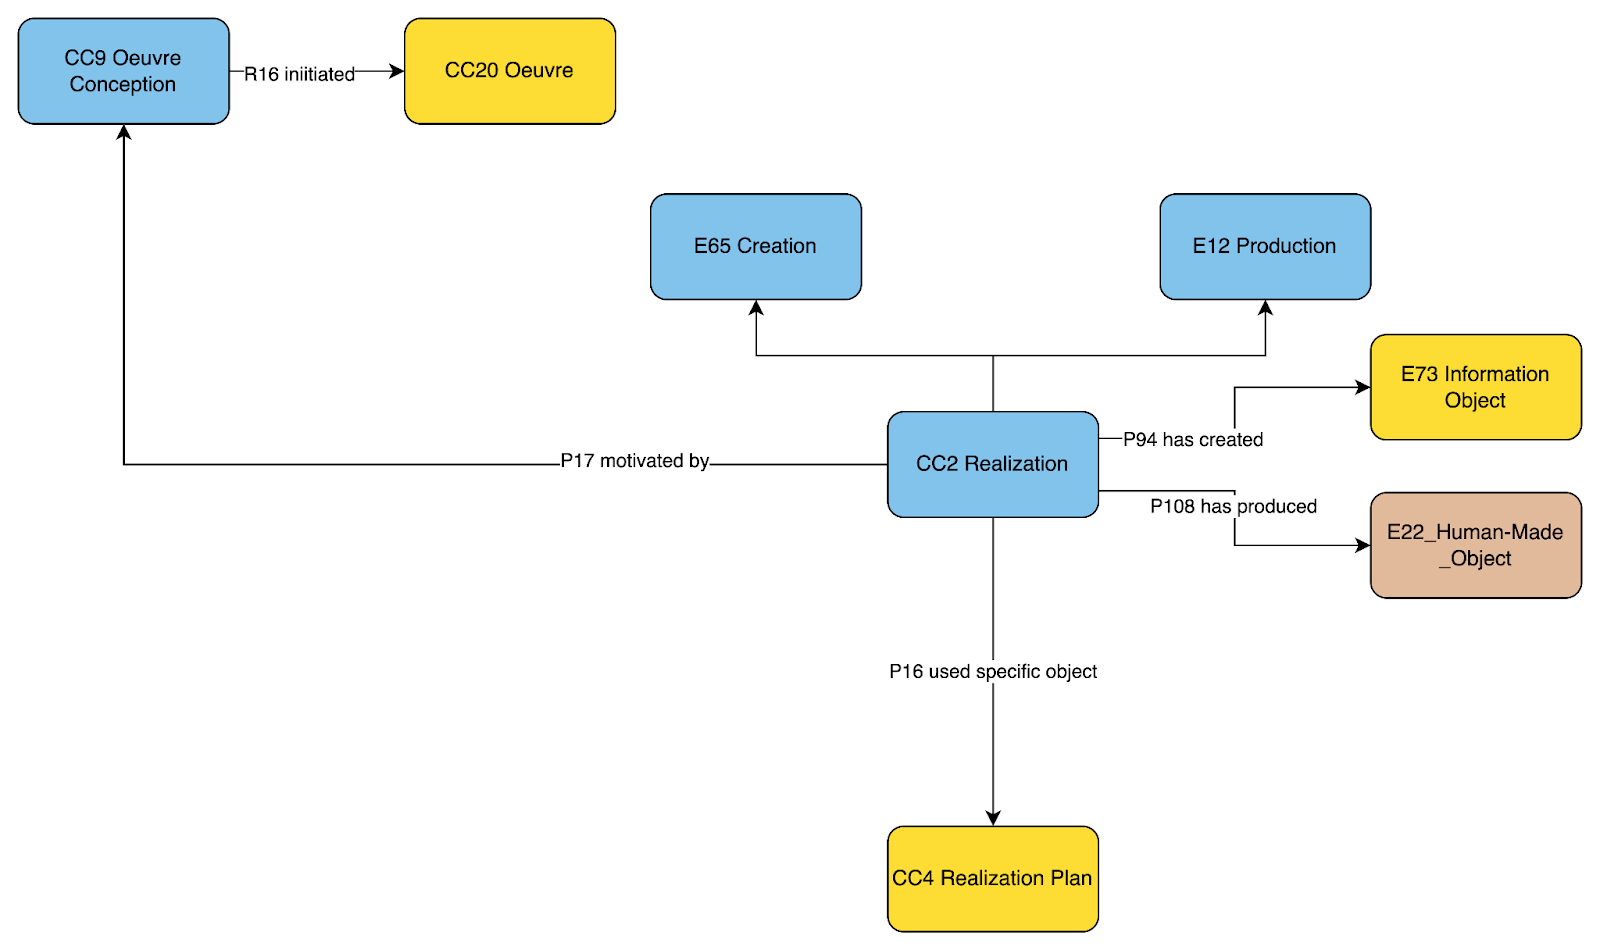 CC9 Oeuvre
Conception
R16 iniitiated
CC20 Oeuvre
E65 Creation
E12 Production
E73 Information
Object
P94 has created
P17 motivated by
CC2 Realization
P108 has produced
E22_Human-Made
_Object
P16 used specific object
CC4 Realization Plan